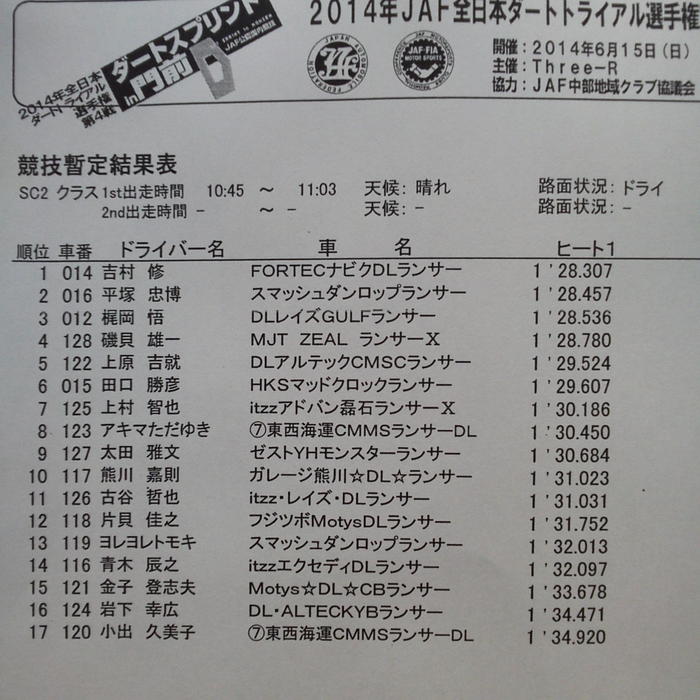 2014年JAF全日本ダートトライアル選手権
2014年全日本
ダートトライアル
選手権
第4戦
ダートスプリント
in門前
JAF公認国内競技
JAPAN AUTOMOBILE FEDERATION
JAF-FIA
MOTOR SPORTS
開催：2014年6月15日（日）
主催：Three-R
協力：JAF中部地域クラブ協議会
競技暫定結果表
SC2 クラス 1st出走時間 10:45 ～ 11:03 天候：晴れ 路面状況：ドライ
2nd出走時間 － ～ － 天候：－ 路面状況：－
順位 車番 ドライバー名 車 名 ヒート1
1 014 吉村 修 FORTECナビクDLランサー 1'28.307
2 016 平塚 忠博 スマッシュダンロップランサー 1'28.457
3 012 梶岡 悟 DLレイズGULFランサー 1'28.536
4 128 磯貝 雄一 MJT ZEAL ランサーⅩ 1'28.780
5 122 上原 吉就 DLアルテックCMSCランサー 1'29.524
6 015 田口 勝彦 HKSマッドクロックランサー 1'29.607
7 125 上村 智也 itzzアドバン磊石ランサーⅩ 1'30.186
8 123 アキマただゆき ⑦東西海運CMMSランサーDL 1'30.450
9 127 太田 雅文 ゼストYHモンスターランサー 1'30.684
10 117 熊川 嘉則 ガレージ熊川☆DL☆ランサー 1'31.023
11 126 古谷 哲也 itzz・レイズ・DLランサー 1'31.031
12 118 片貝 佳之 フジツボMotysDLランサー 1'31.752
13 119 ヨレヨレトモキ スマッシュダンロップランサー 1'32.013
14 116 青木 辰之 itzzエクセディDLランサー 1'32.097
15 121 金子 登志夫 Motys☆DL☆CBランサー 1'33.678
16 124 岩下 幸広 DL・ALTECKYBランサー 1'34.471
17 120 小出 久美子 ⑦東西海運CMMSランサーDL 1'34.920